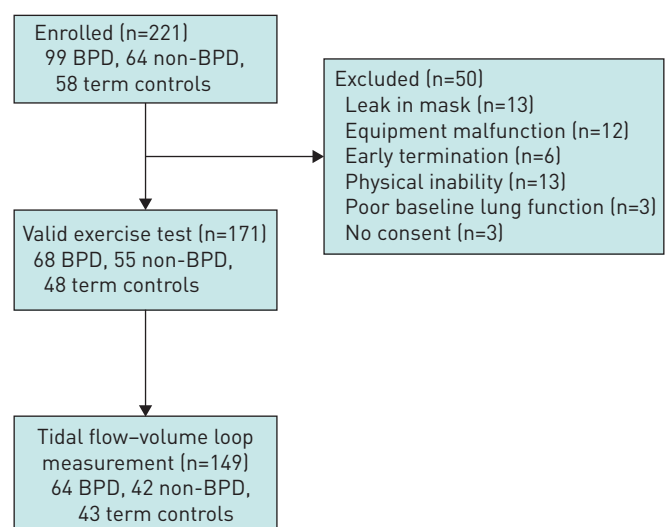 Enrolled (n=221)
99 BPD, 64 non-BPD,
58 term controls
Excluded (n=50)
Leak in mask (n=13)
Equipment malfunction (n=12)
Early termination (n=6)
Physical inability (n=13)
Poor baseline lung function (n=3)
No consent (n=3)
Valid exercise test (n=171)
68 BPD, 55 non-BPD,
48 term controls
Tidal flow–volume loop
measurement (n=149)
64 BPD, 42 non-BPD,
43 term controls